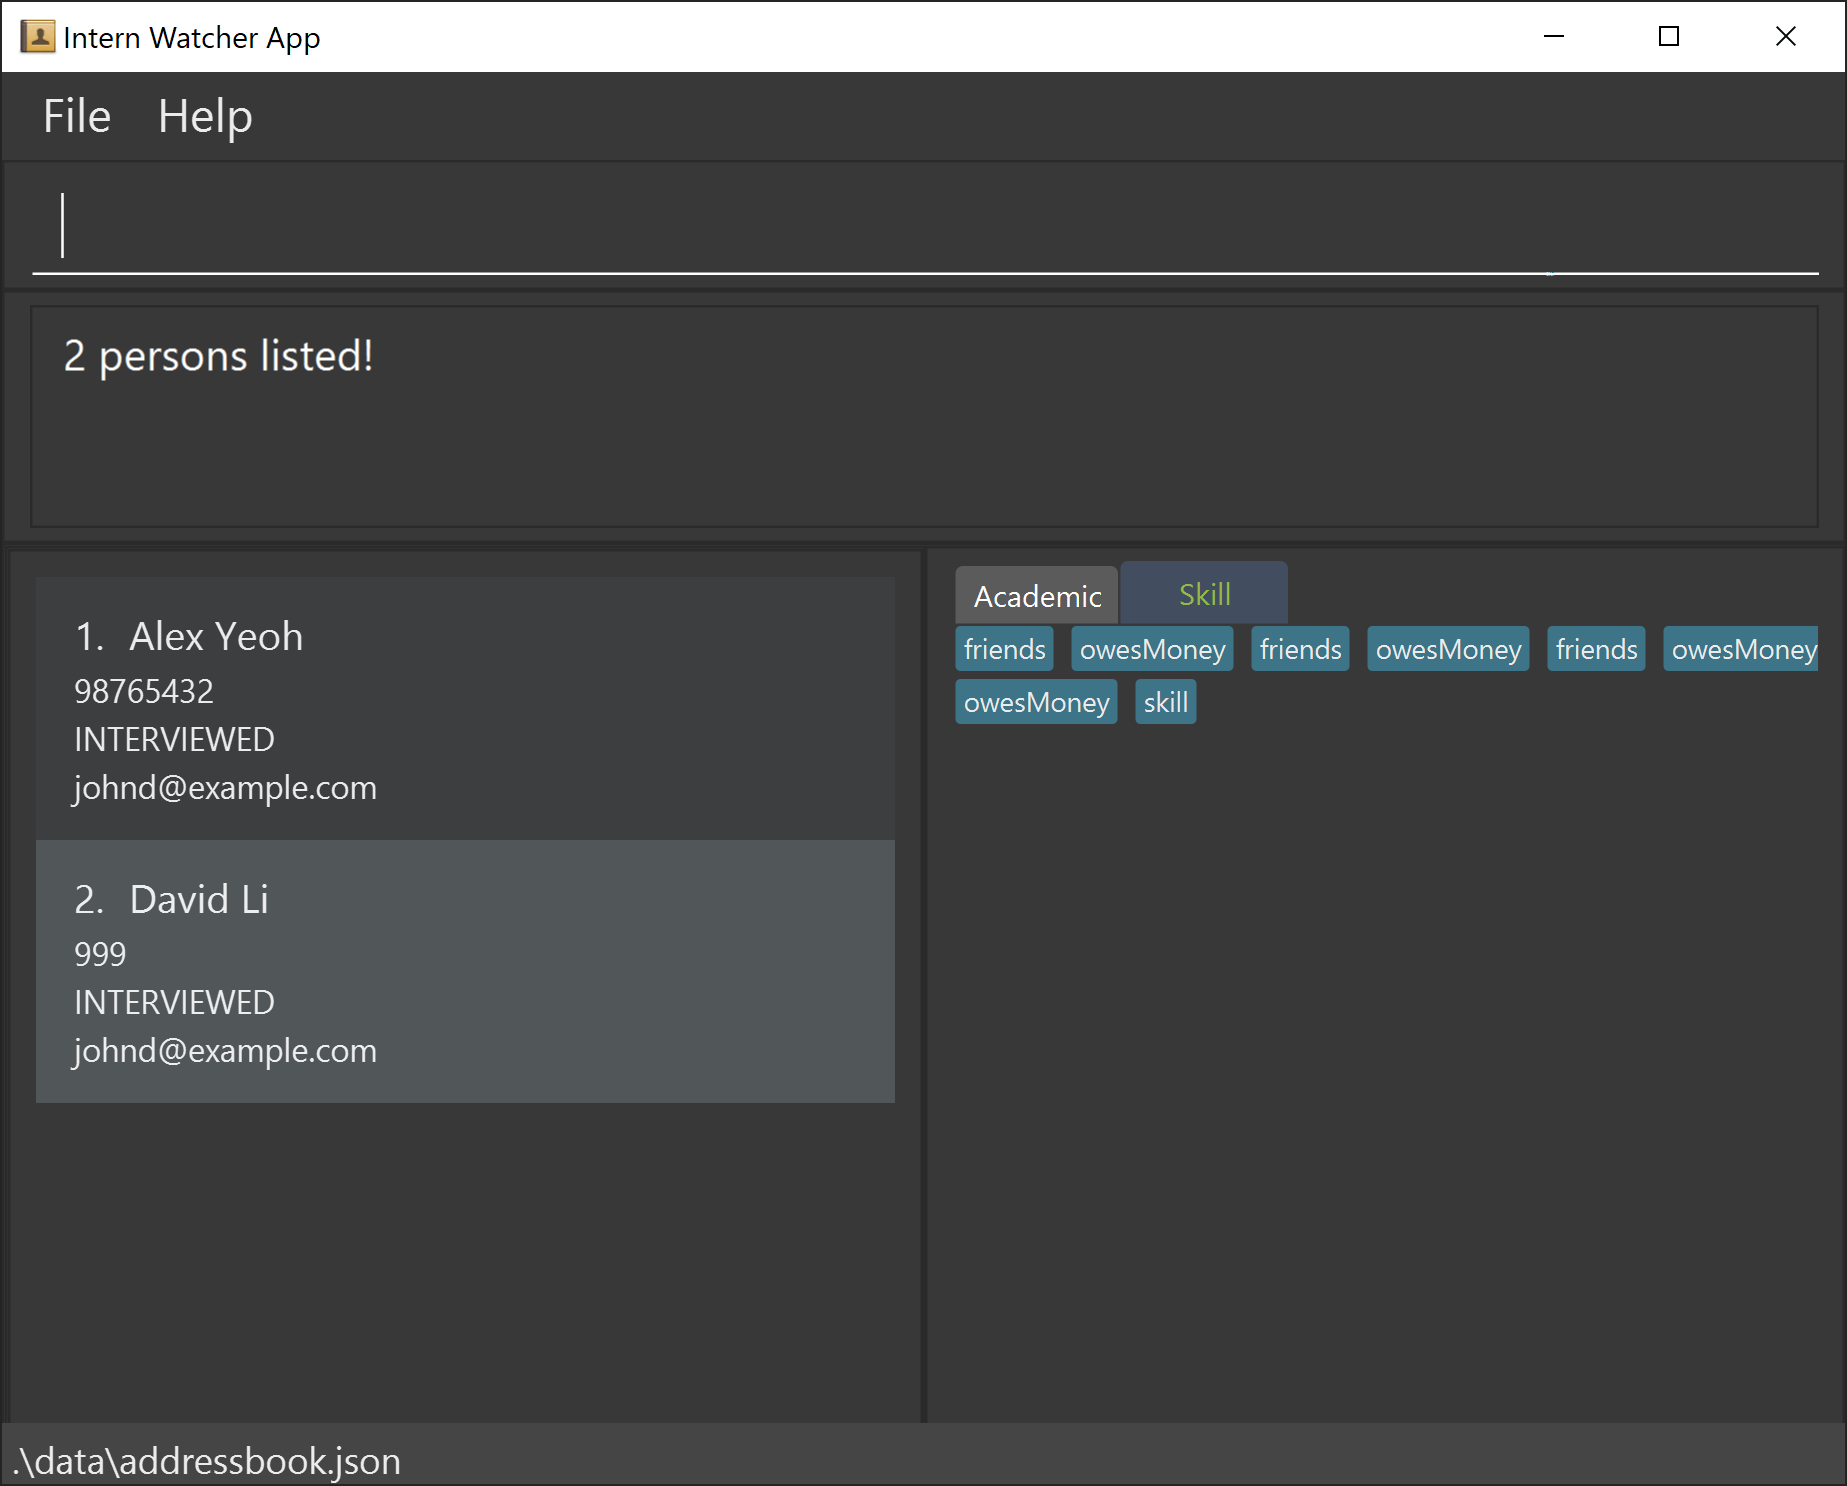 Intern Watcher App
File Help
2 persons listed!
1. Alex Yeoh
98765432
INTERVIEWED
johnd@example.com
2. David Li
999
INTERVIEWED
johnd@example.com
Academic Skill
friends owesMoney friends owesMoney friends owesMoney
owesMoney skill
.\data\addressbook.json